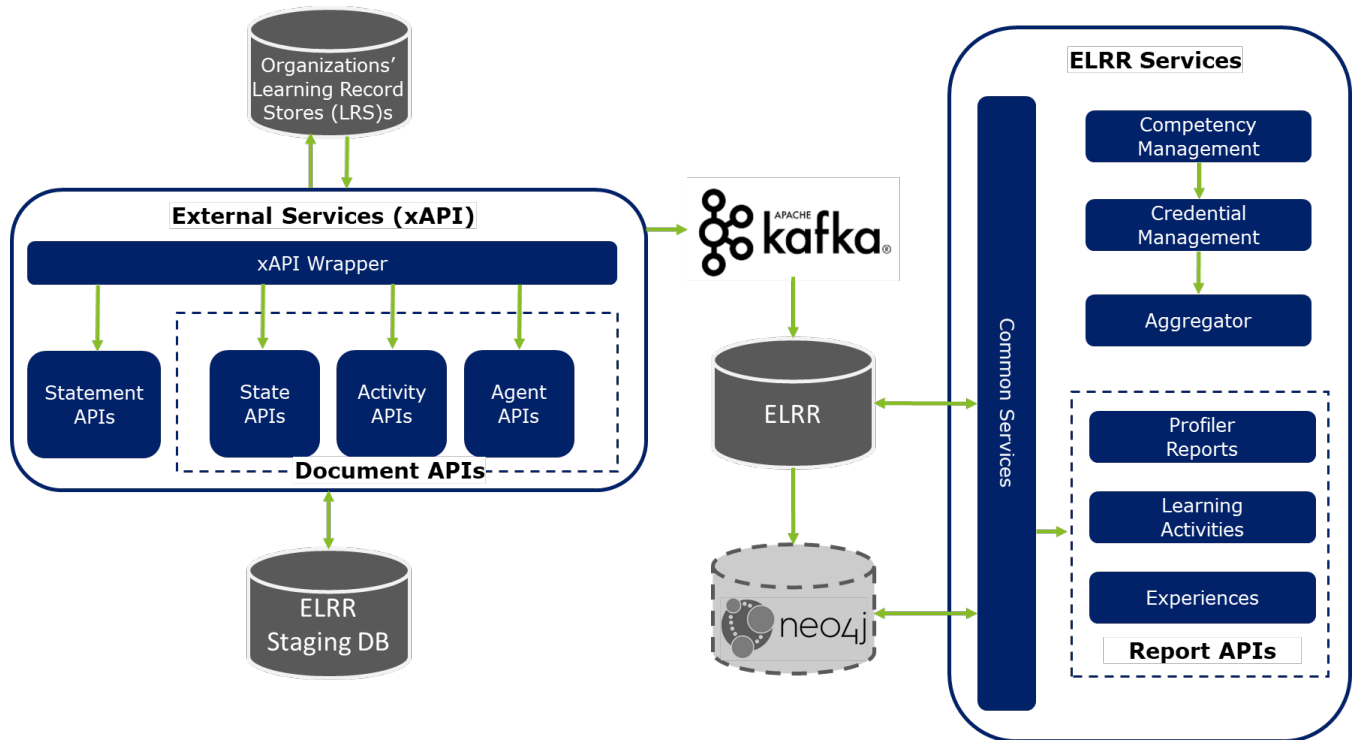 Organizations’
Learning Record
Stores (LRS)s
External Services (xAPI)
xAPI Wrapper
Statement
APIs
State
APIs
Activity
APIs
Agent
APIs
Document APIs
ELRR
Staging DB
APACHE
kafka®
ELRR
neo4j
ELRR Services
Common Services
Competency
Management
Credential
Management
Aggregator
Profiler
Reports
Learning
Activities
Experiences
Report APIs